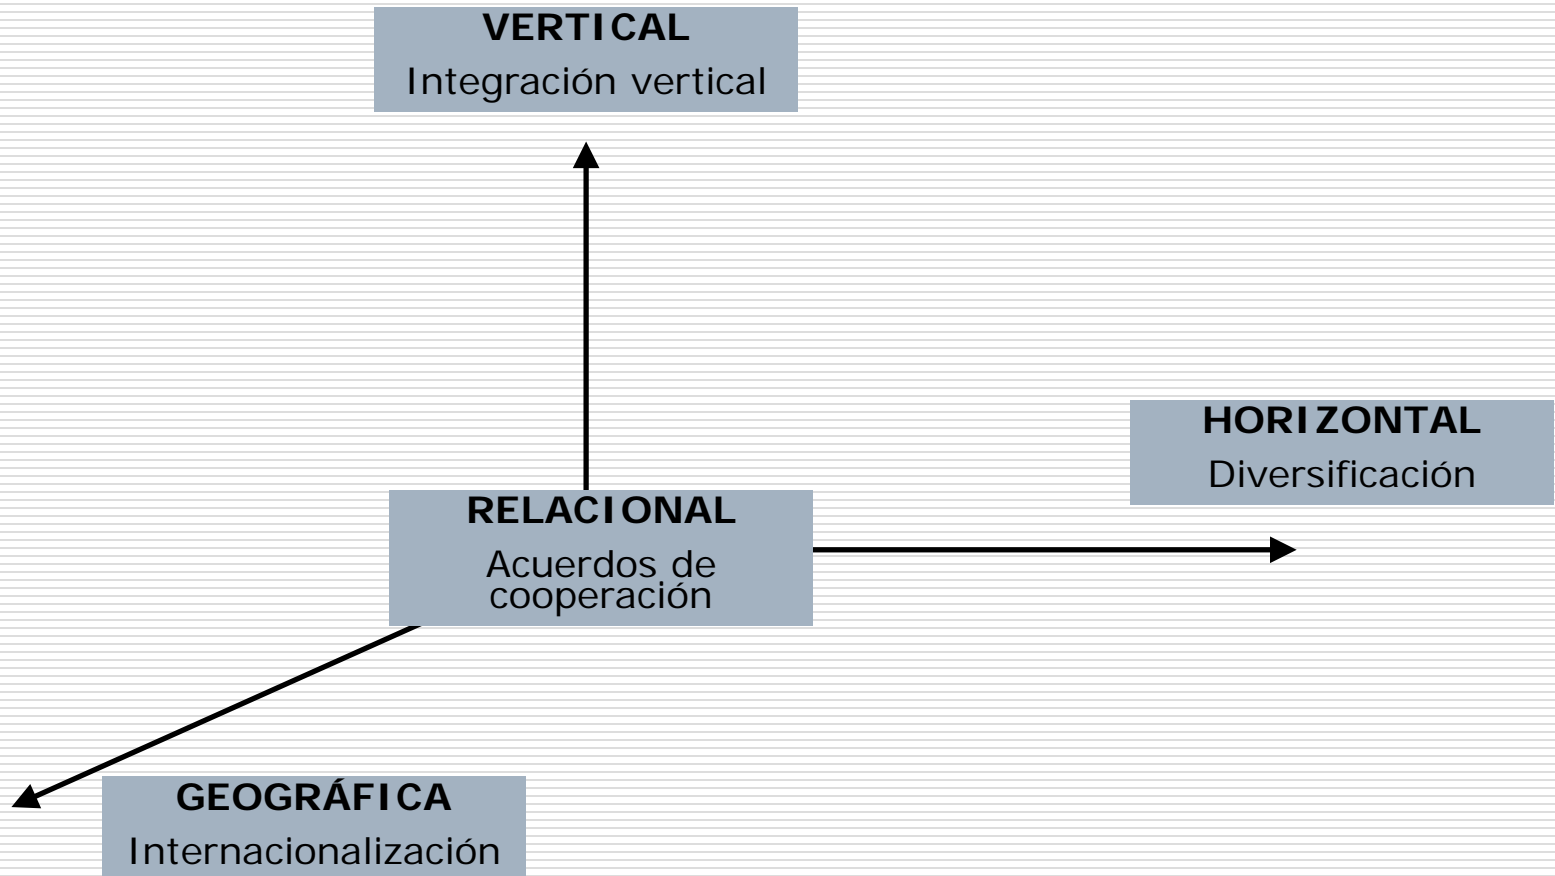 VERTICAL
Integración vertical
HORIZONTAL
Diversificación
RELACIONAL
Acuerdos de
cooperación
GEOGRÁFICA
Internacionalización